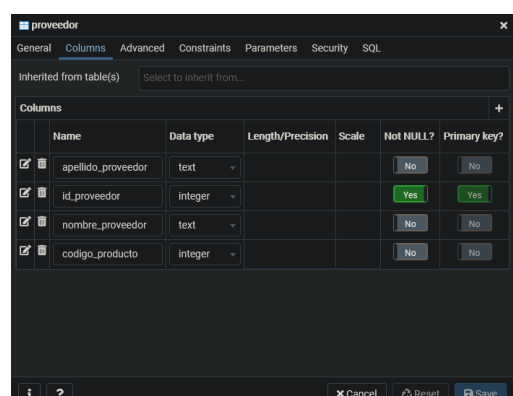 proveedor
General Columns Advanced Constraints Parameters Security SQL
Inherited from table(s) Select to inherit from...
Columns
Name Data type Length/Precision Scale Not NULL? Primary key?
apellido_proveedor text No No
id_proveedor integer Yes Yes
nombre_proveedor text No No
codigo_producto integer No No
i ? Cancel Reset Save